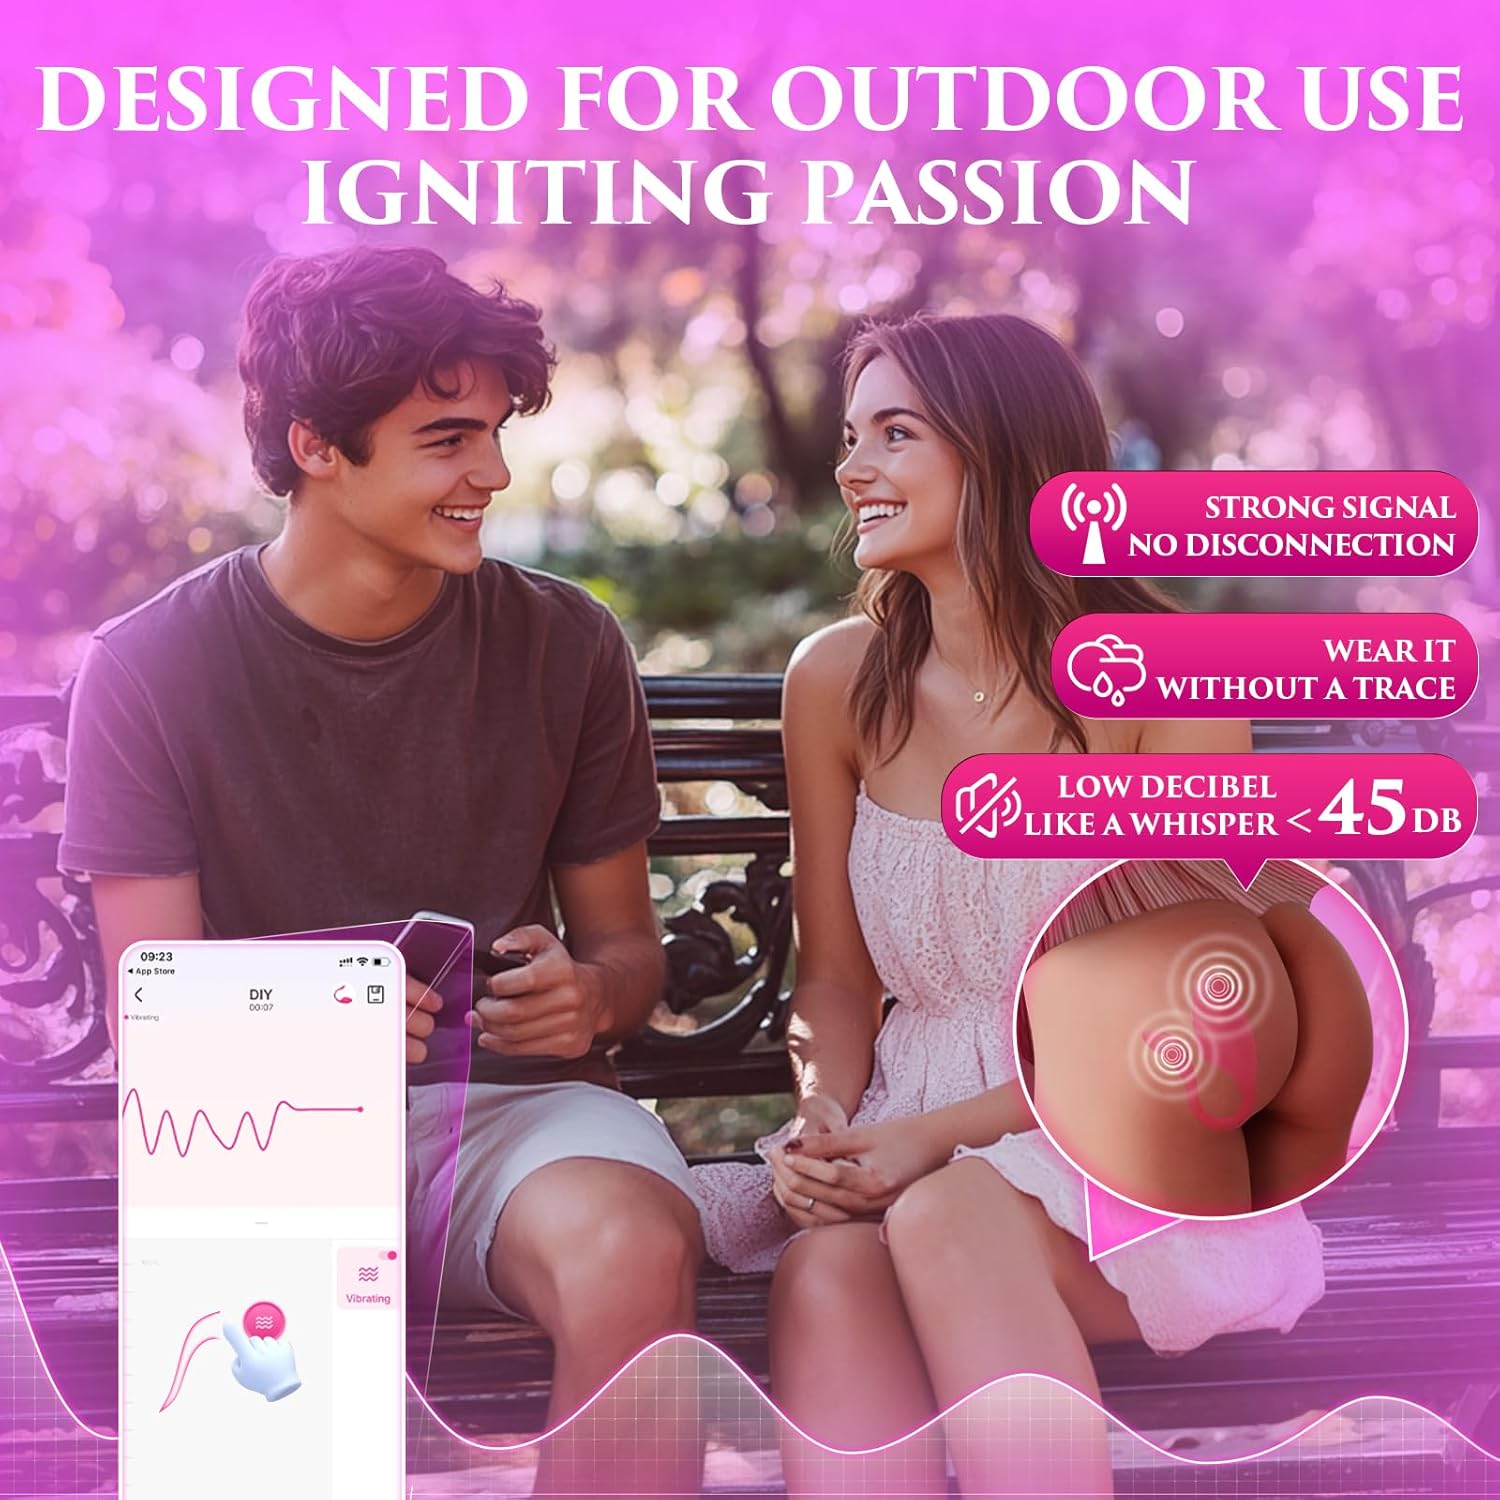 DESIGNED FOR OUTDOOR USE
IGNITING PASSION
STRONG SIGNAL
NO DISCONNECTION
WEAR IT
WITHOUT A TRACE
LOW DECIBEL
LIKE A WHISPER < 45 DB
09:23
◀ App Store
DIY
00:07
Vibrating
Vibrating